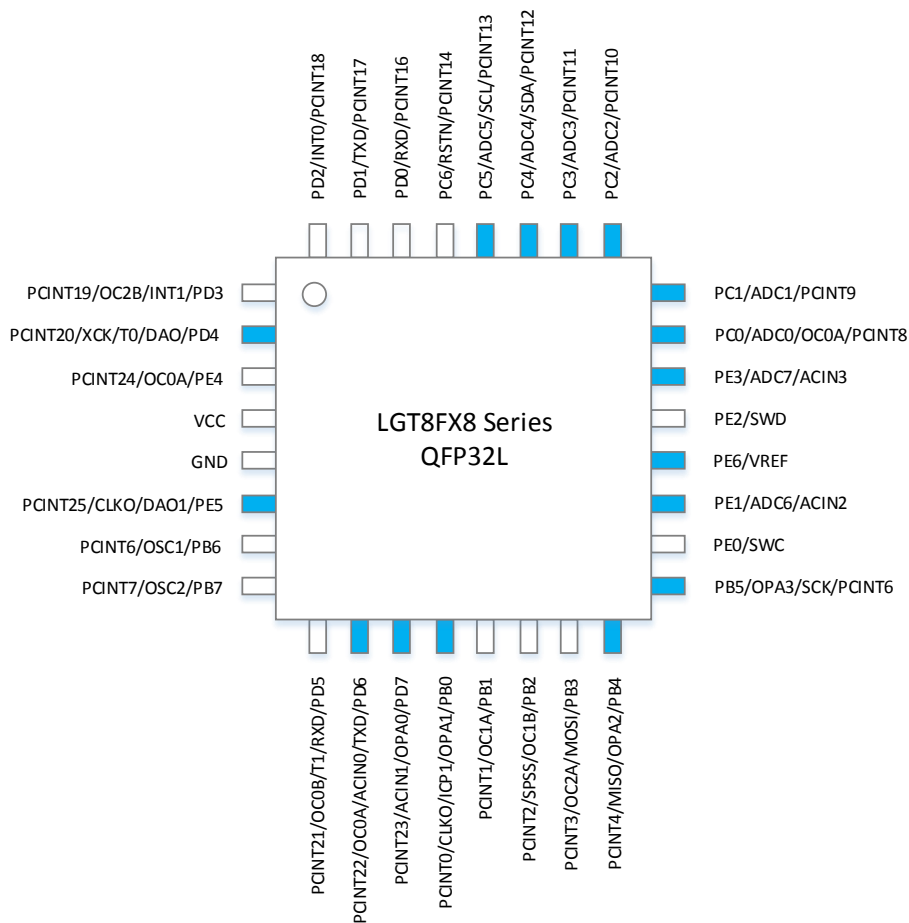 PD2/INT0/PCINT18
PD1/TXD/PCINT17
PD0/RXD/PCINT16
PC6/RSTN/PCINT14
PC5/ADC5/SCL/PCINT13
PC4/ADC4/SDA/PCINT12
PC3/ADC3/PCINT11
PC2/ADC2/PCINT10
PCINT19/OC2B/INT1/PD3
PCINT20/XCK/T0/DAO/PD4
PCINT24/OC0A/PE4
VCC
GND
PCINT25/CLKO/DAO1/PE5
PCINT6/OSC1/PB6
PCINT7/OSC2/PB7
LGT8FX8 Series
QFP32L
PC1/ADC1/PCINT9
PC0/ADC0/OC0A/PCINT8
PE3/ADC7/ACIN3
PE2/SWD
PE6/VREF
PE1/ADC6/ACIN2
PE0/SWC
PB5/OPA3/SCK/PCINT6
PCINT21/OC0B/T1/RXD/PD5
PCINT22/OC0A/ACIN0/TXD/PD6
PCINT23/ACIN1/OPA0/PD7
PCINT0/CLKO/ICP1/OPA1/PB0
PCINT1/OC1A/PB1
PCINT2/SPSS/OC1B/PB2
PCINT3/OC2A/MOSI/PB3
PCINT4/MISO/OPA2/PB4